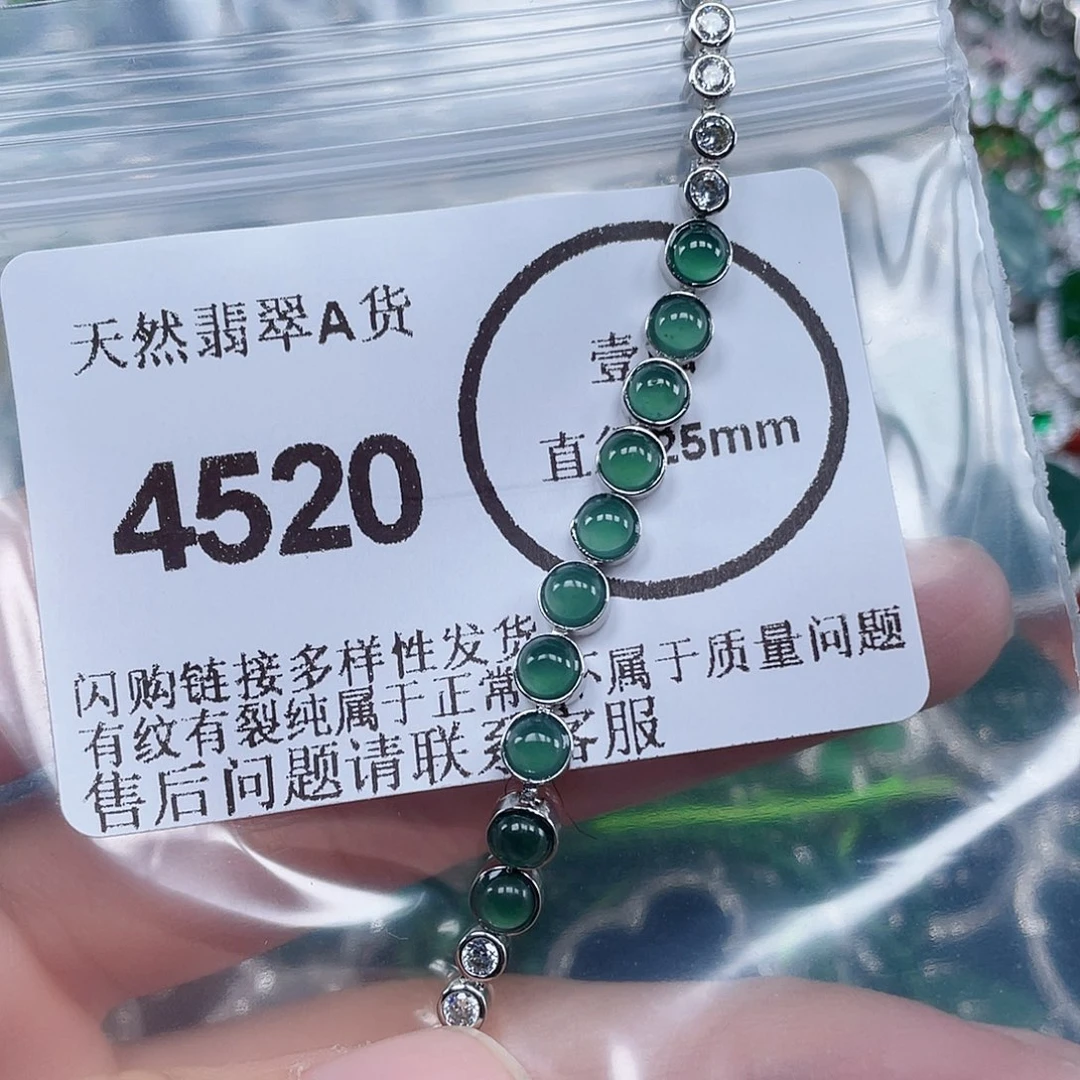 天然翡翠A货
4520
壹
直 25mm
闪购链接多样性发货
有纹有裂纯属于正常 不属于质量问题
售后问题请联系客服